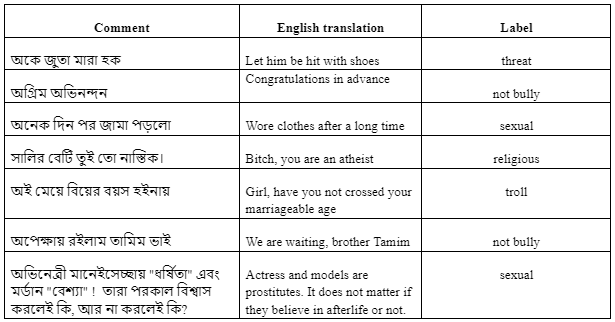 Comment English translation Label
অকে জুতা মারা হক Let him be hit with shoes threat
অগ্রিম অভিনন্দন Congratulations in advance not bully
অনেক দিন পর জামা পড়লো Wore clothes after a long time sexual
সালির বেটি তুই তো নাস্তিক। Bitch, you are an atheist religious
অই মেয়ে বিয়ের বয়স হইনায় Girl, have you not crossed your troll
marriageable age
অপেক্ষায় রইলাম তামিম ভাই We are waiting, brother Tamim not bully
অভিনেত্রী মানেইসেচ্ছায় "ধর্ষিতা" এবং Actress and models are sexual
মর্ডান "বেশ্যা" ! তারা পরকাল বিশ্বাস prostitutes. It does not matter if
করলেই কি, আর না করলেই কি? they believe in afterlife or not.